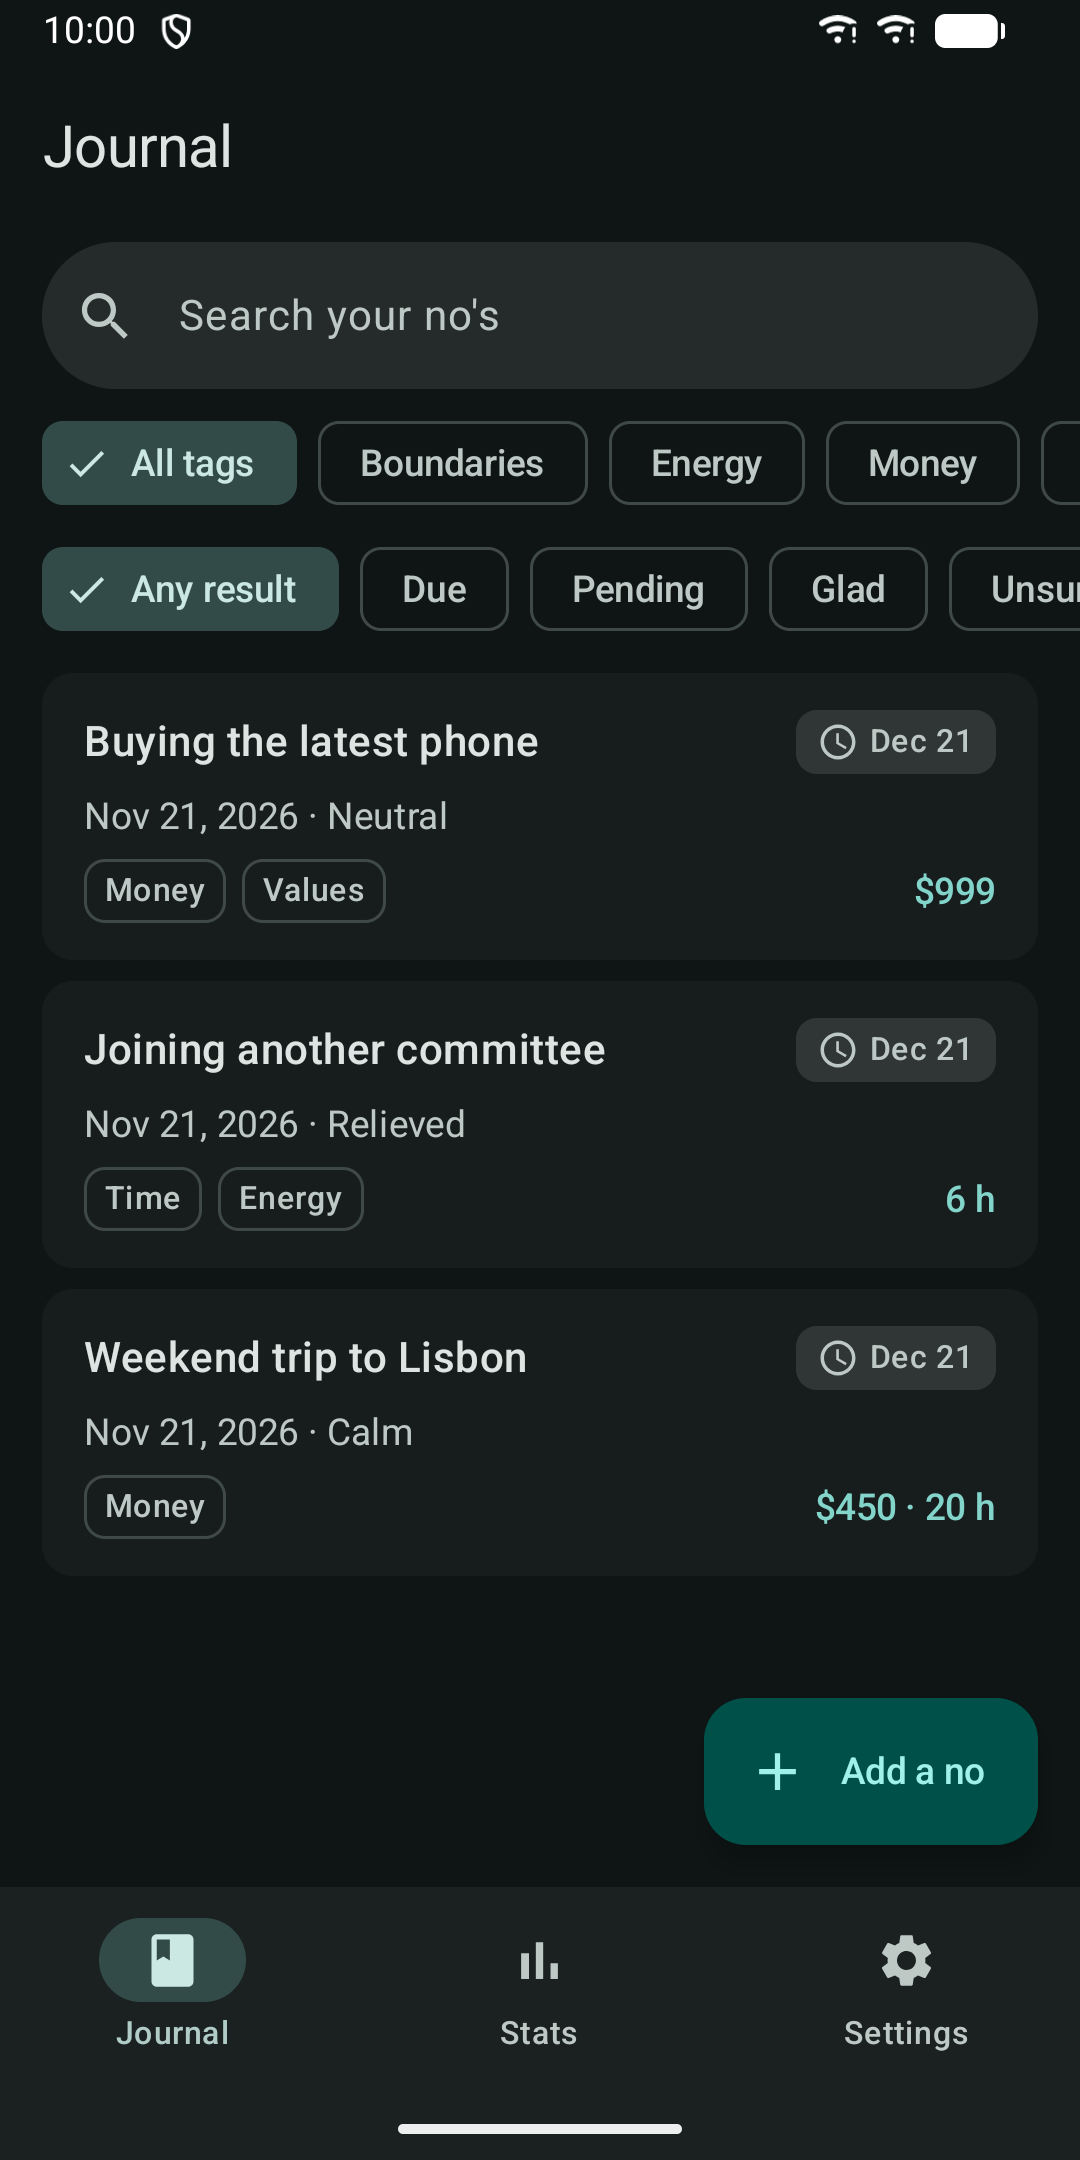 10:00
Journal
Search your no's
All tags
Boundaries
Energy
Money
Any result
Due
Pending
Glad
Buying the latest phone
Dec 21
Nov 21, 2026 · Neutral
Money
Values
$999
Joining another committee
Dec 21
Nov 21, 2026 · Relieved
Time
Energy
6 h
Weekend trip to Lisbon
Dec 21
Nov 21, 2026 · Calm
Money
$450 · 20 h
Add a no
Journal
Stats
Settings